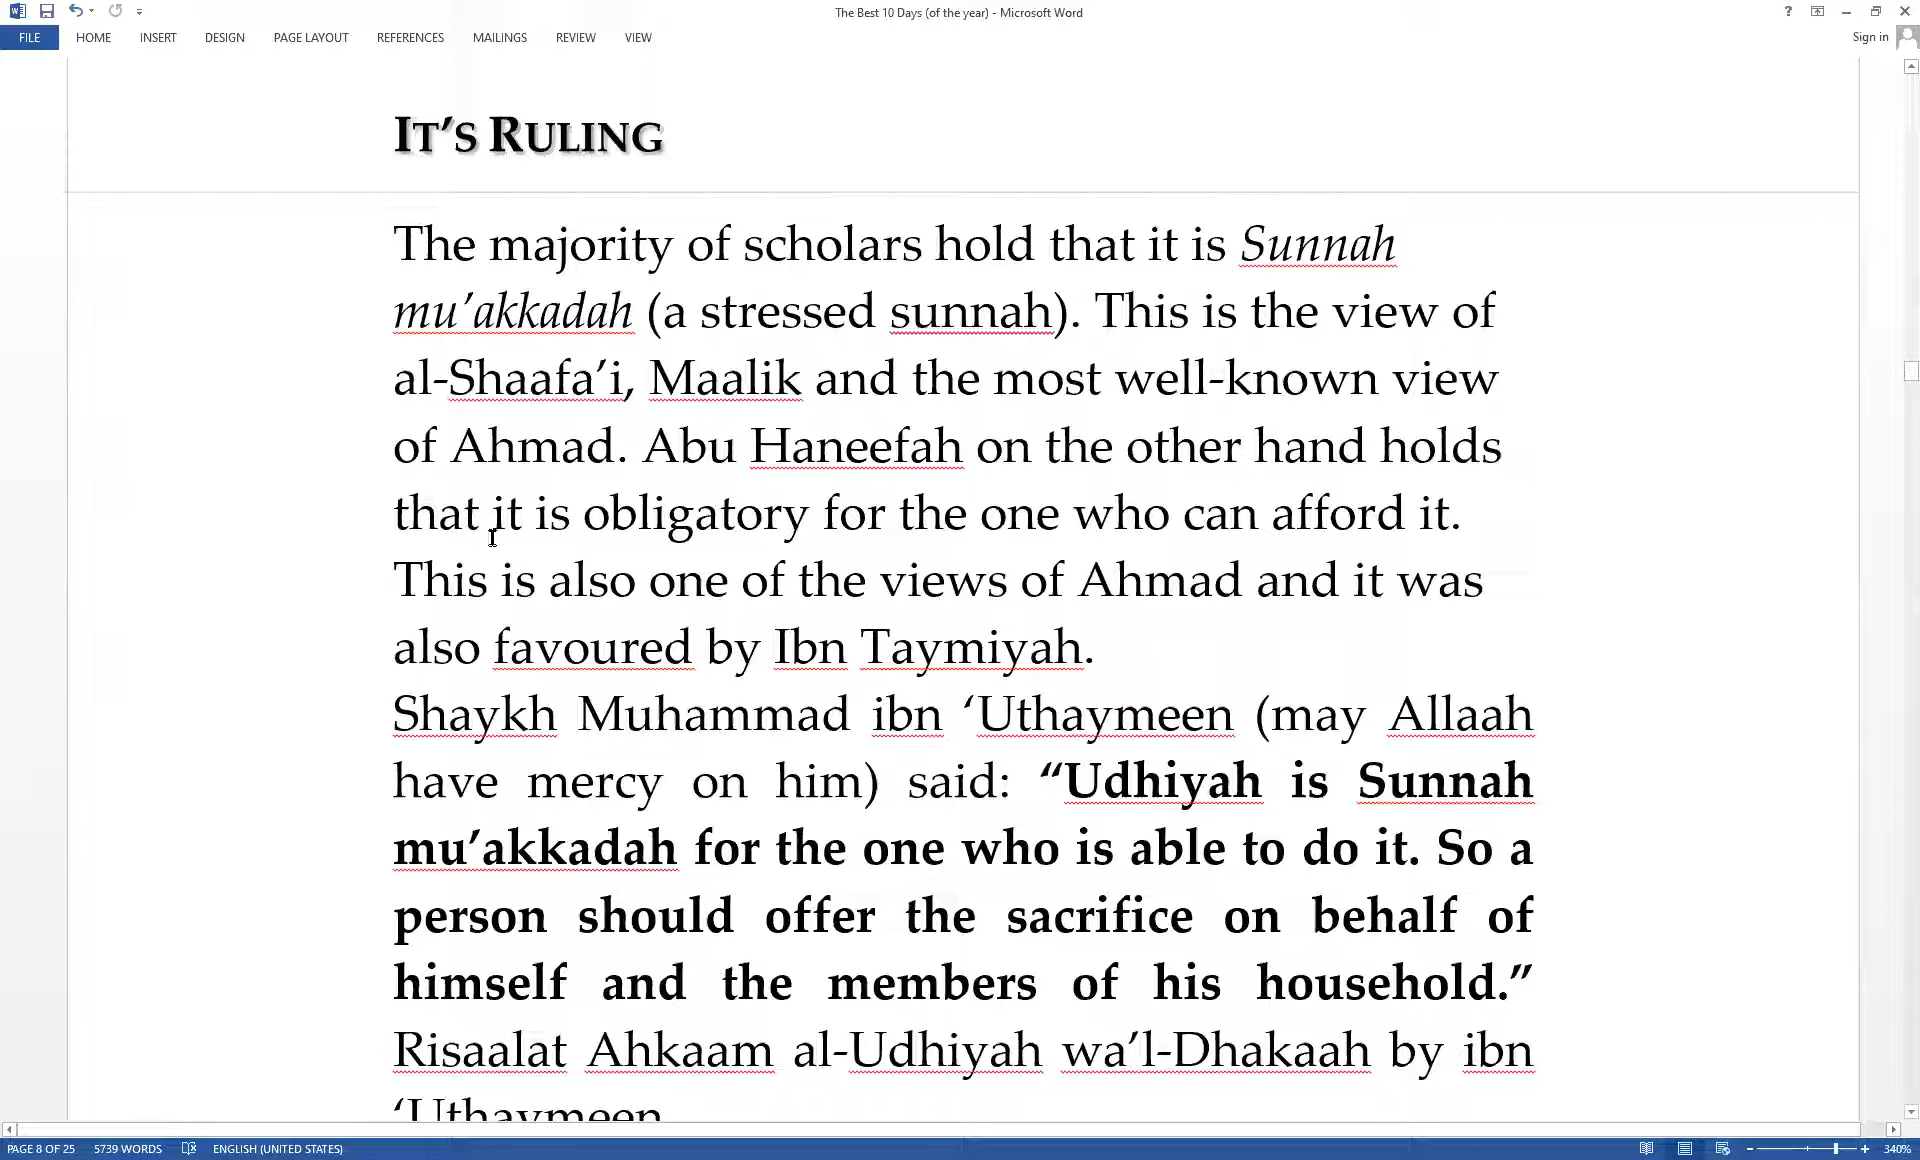 The Best 10 Days (of the year) - Microsoft Word
?
FILE HOME INSERT DESIGN PAGE LAYOUT REFERENCES MAILINGS REVIEW VIEW Sign in
IT’S RULING
The majority of scholars hold that it is Sunnah
mu’akkadah (a stressed sunnah). This is the view of
al-Shaafa’i, Maalik and the most well-known view
of Ahmad. Abu Haneefah on the other hand holds
that it is obligatory for the one who can afford it.
This is also one of the views of Ahmad and it was
also favoured by Ibn Taymiyah.
Shaykh Muhammad ibn ‘Uthaymeen (may Allaah
have mercy on him) said: “Udhiyah is Sunnah
mu’akkadah for the one who is able to do it. So a
person should offer the sacrifice on behalf of
himself and the members of his household.”
Risaalat Ahkaam al-Udhiyah wa’l-Dhakaah by ibn
‘Uthaymeen
PAGE 8 OF 25 5739 WORDS ENGLISH (UNITED STATES) 340%